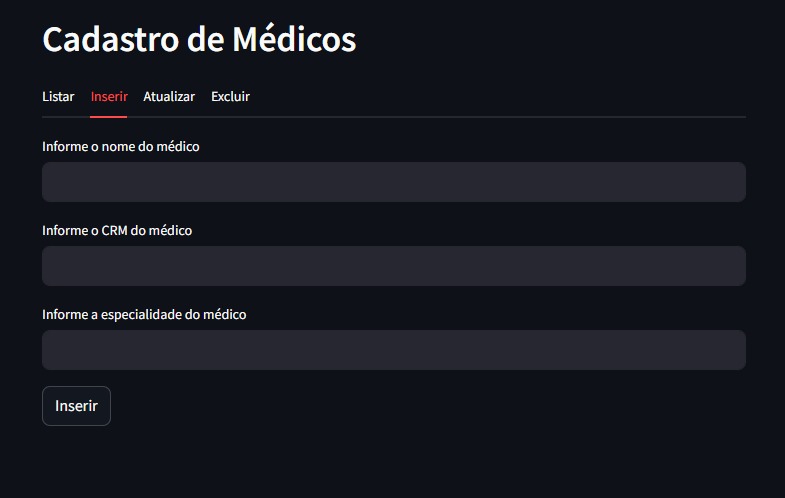 Cadastro de Médicos
Listar Inserir Atualizar Excluir
Informe o nome do médico
Informe o CRM do médico
Informe a especialidade do médico
Inserir